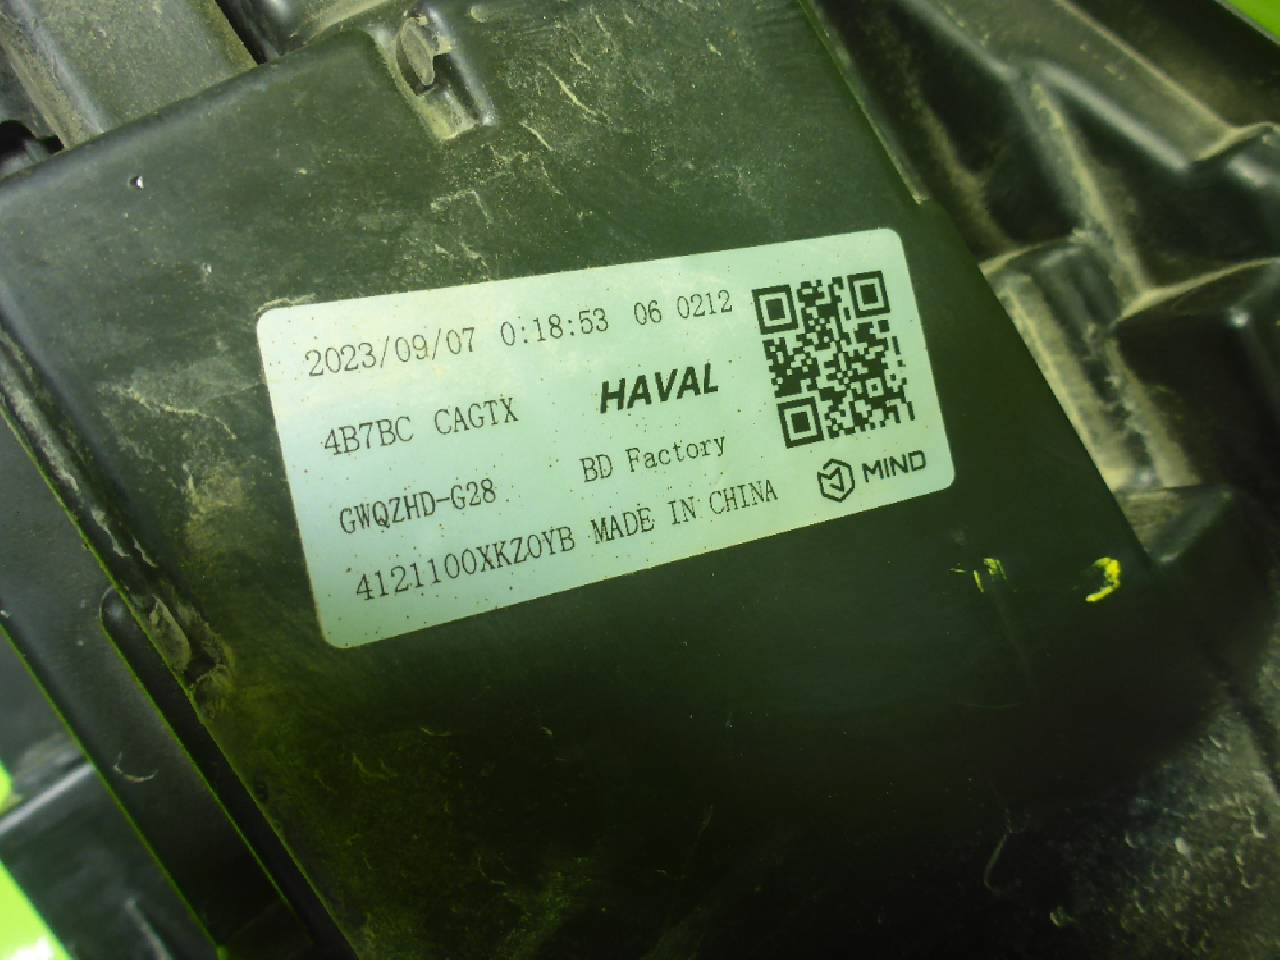 2023/09/07 0:18:53 06 0212
4B7BC CAGTX HAVAL
GWQZHD-G28 BD Factory
4121100XKZ0YB MADE IN CHINA
MIND